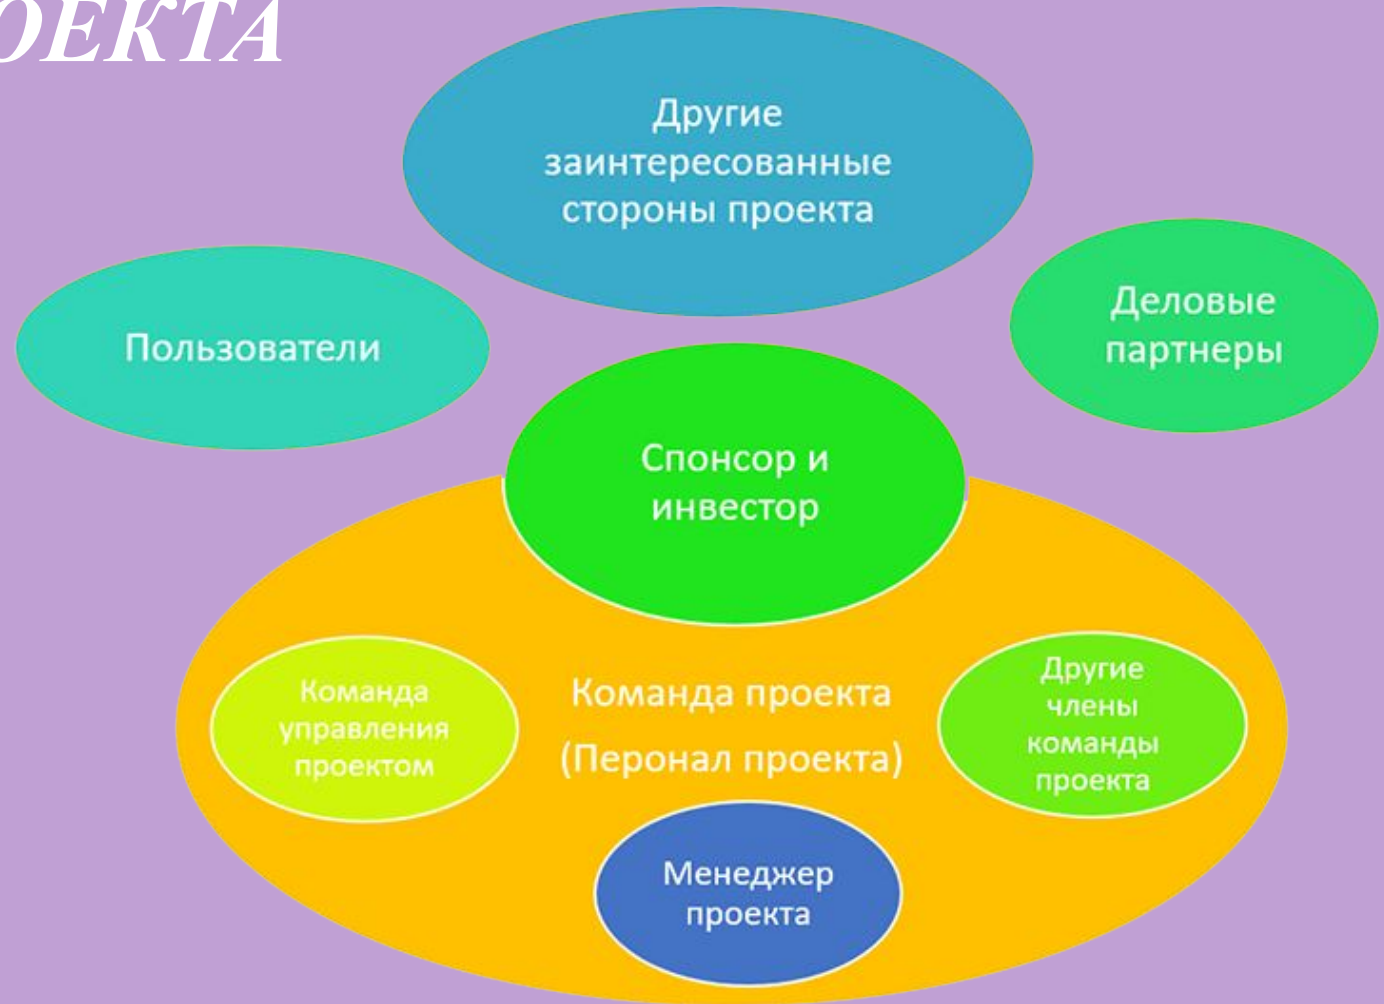 ОЕКТА
Другие
заинтересованные
стороны проекта
Пользователи
Деловые
партнеры
Спонсор и
инвестор
Команда
управления
проектом
Команда проекта
(Перонал проекта)
Другие
члены
команды
проекта
Менеджер
проекта